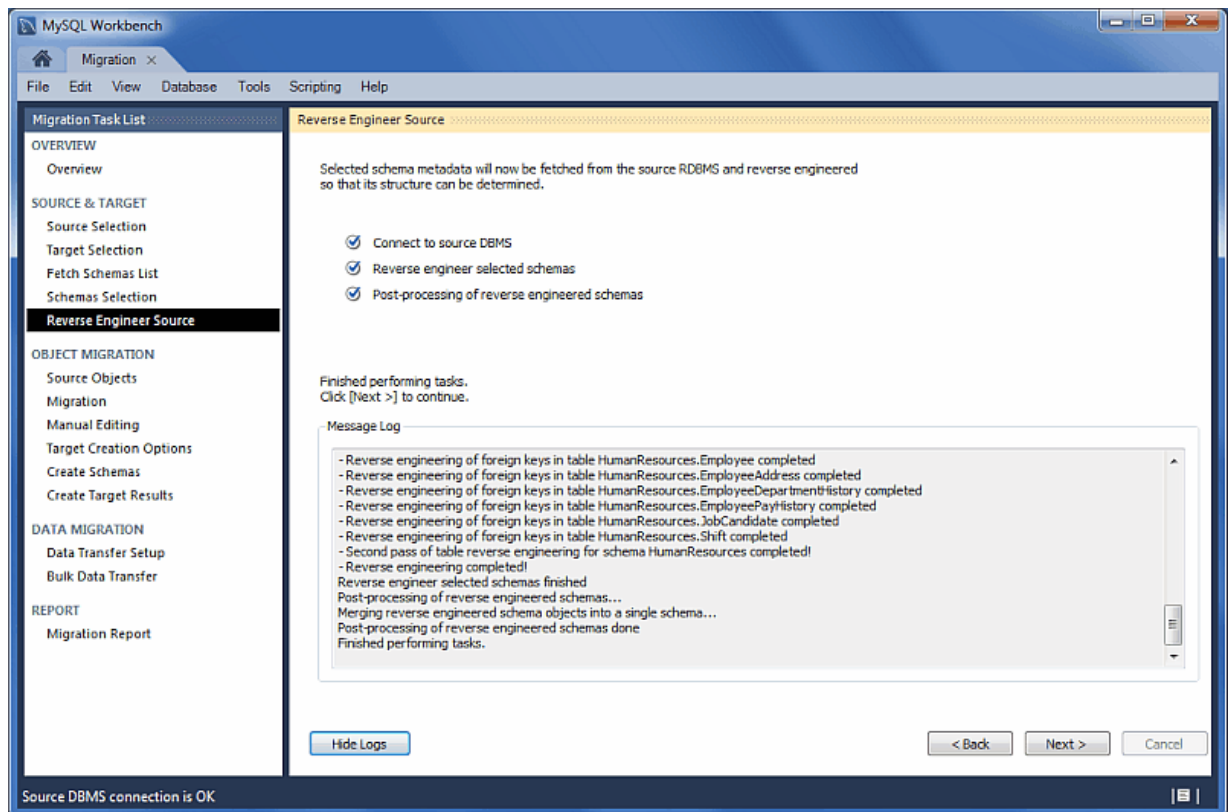 MySQL Workbench
Migration
File Edit View Database Tools Scripting Help
Migration Task List
OVERVIEW
Overview
SOURCE & TARGET
Source Selection
Target Selection
Fetch Schemas List
Schemas Selection
Reverse Engineer Source
OBJECT MIGRATION
Source Objects
Migration
Manual Editing
Target Creation Options
Create Schemas
Create Target Results
DATA MIGRATION
Data Transfer Setup
Bulk Data Transfer
REPORT
Migration Report
Reverse Engineer Source
Selected schema metadata will now be fetched from the source RDBMS and reverse engineered
so that its structure can be determined.
Connect to source DBMS
Reverse engineer selected schemas
Post-processing of reverse engineered schemas
Finished performing tasks.
Click [Next >] to continue.
Message Log
- Reverse engineering of foreign keys in table HumanResources.Employee completed
- Reverse engineering of foreign keys in table HumanResources.EmployeeAddress completed
- Reverse engineering of foreign keys in table HumanResources.EmployeeDepartmentHistory completed
- Reverse engineering of foreign keys in table HumanResources.EmployeePayHistory completed
- Reverse engineering of foreign keys in table HumanResources.JobCandidate completed
- Reverse engineering of foreign keys in table HumanResources.Shift completed
- Second pass of table reverse engineering for schema HumanResources completed!
- Reverse engineering completed!
Reverse engineer selected schemas finished
Post-processing of reverse engineered schemas...
Merging reverse engineered schema objects into a single schema...
Post-processing of reverse engineered schemas done
Finished performing tasks.
Hide Logs
< Back
Next >
Cancel
Source DBMS connection is OK